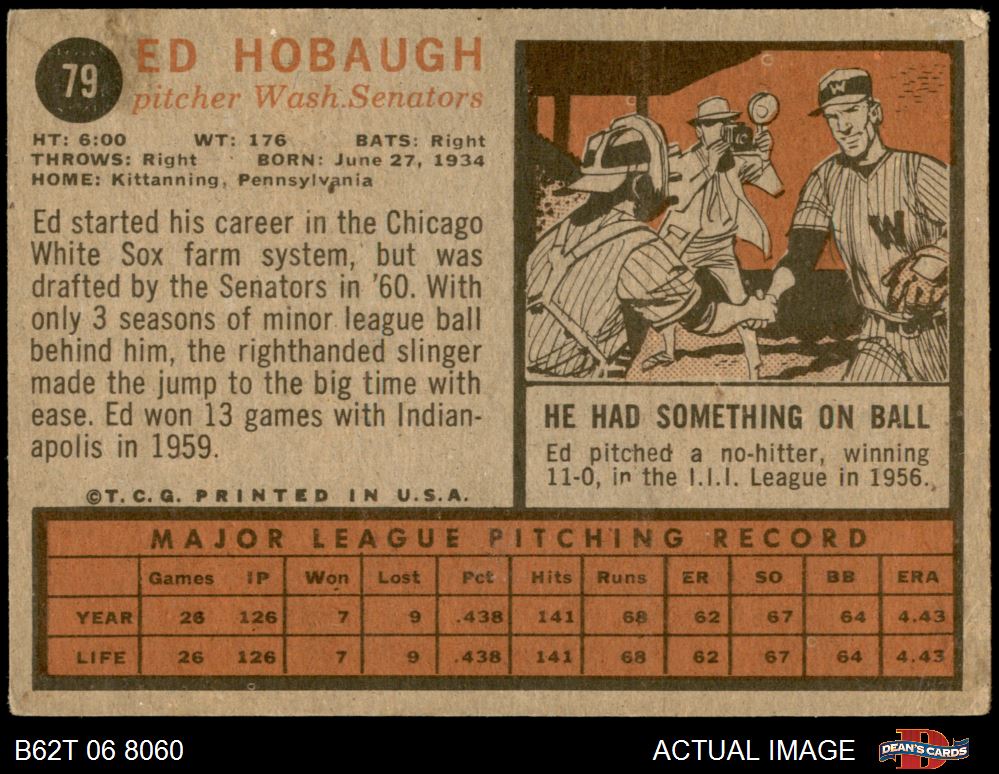 79
ED HOBAUGH
pitcher Wash. Senators
HT: 6:00 WT: 176 BATS: Right
THROWS: Right BORN: June 27, 1934
HOME: Kittanning, Pennsylvania
Ed started his career in the Chicago
White Sox farm system, but was
drafted by the Senators in '60. With
only 3 seasons of minor league ball
behind him, the righthanded slinger
made the jump to the big time with
ease. Ed won 13 games with Indian-
apolis in 1959.
©T.C.G. PRINTED IN U.S.A.
W
W
HE HAD SOMETHING ON BALL
Ed pitched a no-hitter, winning
11-0, in the I.I.I. League in 1956.
MAJOR LEAGUE PITCHING RECORD
Games IP Won Lost Pct Hits Runs ER SO BB ERA
YEAR 26 126 7 9 .438 141 68 62 67 64 4.43
LIFE 26 126 7 9 .438 141 68 62 67 64 4.43
B62T 06 8060
ACTUAL IMAGE
DEAN'S CARDS